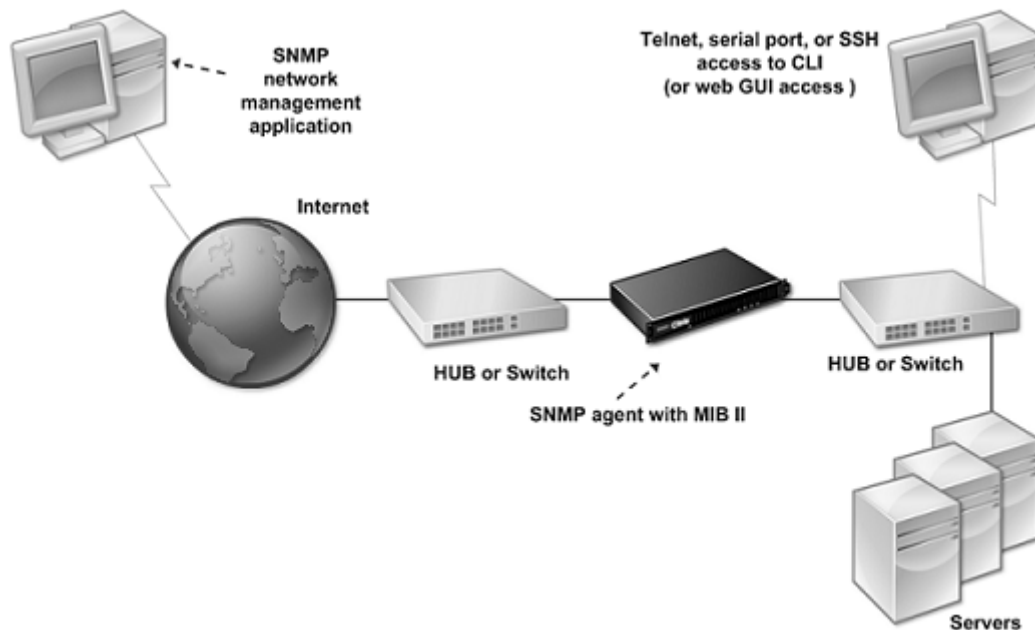 SNMP
network
management
application
Telnet, serial port, or SSH
access to CLI
(or web GUI access )
Internet
HUB or Switch
SNMP agent with MIB II
HUB or Switch
Servers